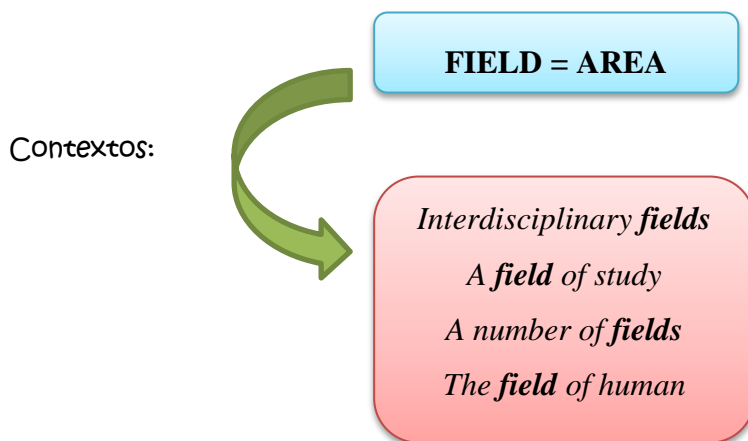 FIELD = AREA
Contextos:
Interdisciplinary fields
A field of study
A number of fields
The field of human